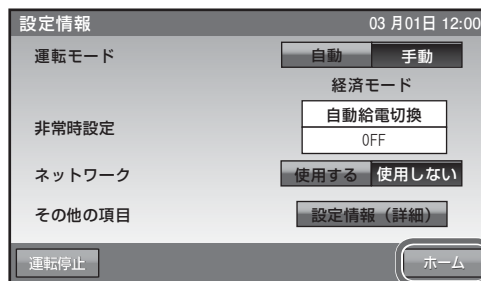 設定情報 03 月01日 12:00
運転モード 自動 手動
経済モード
非常時設定 自動給電切換
OFF
ネットワーク 使用する 使用しない
その他の項目 設定情報（詳細）
運転停止 ホーム